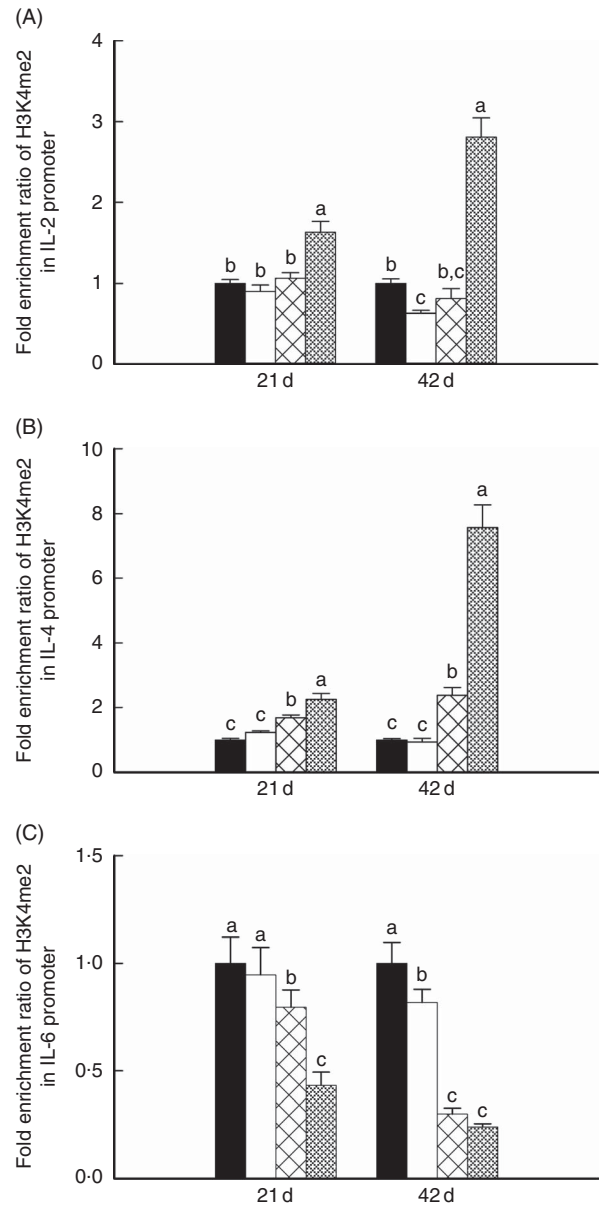 (A)
Fold enrichment ratio of H3K4me2
in IL-2 promoter
4
3
2
1
0
b
b
b
a
b
c
b,c
a
21 d
42 d
(B)
Fold enrichment ratio of H3K4me2
in IL-4 promoter
10
8
6
4
2
0
c
c
b
a
c
c
b
a
21 d
42 d
(C)
Fold enrichment ratio of H3K4me2
in IL-6 promoter
1·5
1·0
0·5
0·0
a
a
b
c
a
b
c
c
21 d
42 d